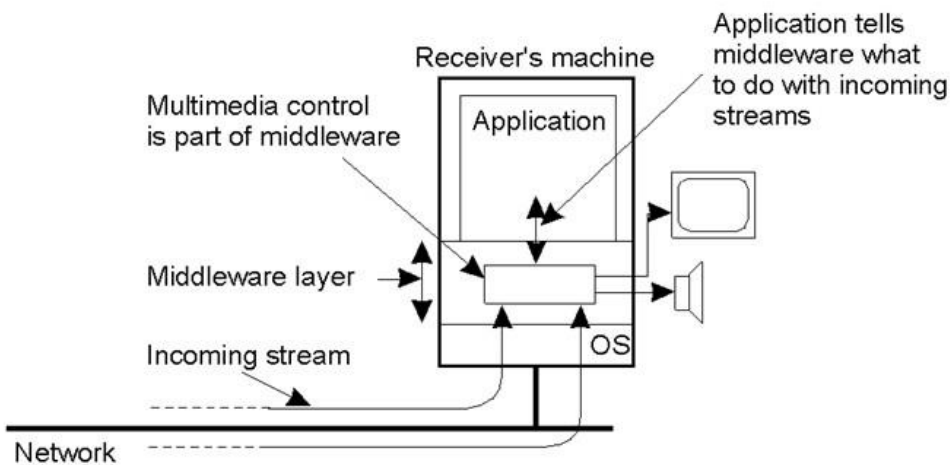 Receiver's machine
Application tells
middleware what
to do with incoming
streams
Multimedia control
is part of middleware
Application
Middleware layer
OS
Incoming stream
Network